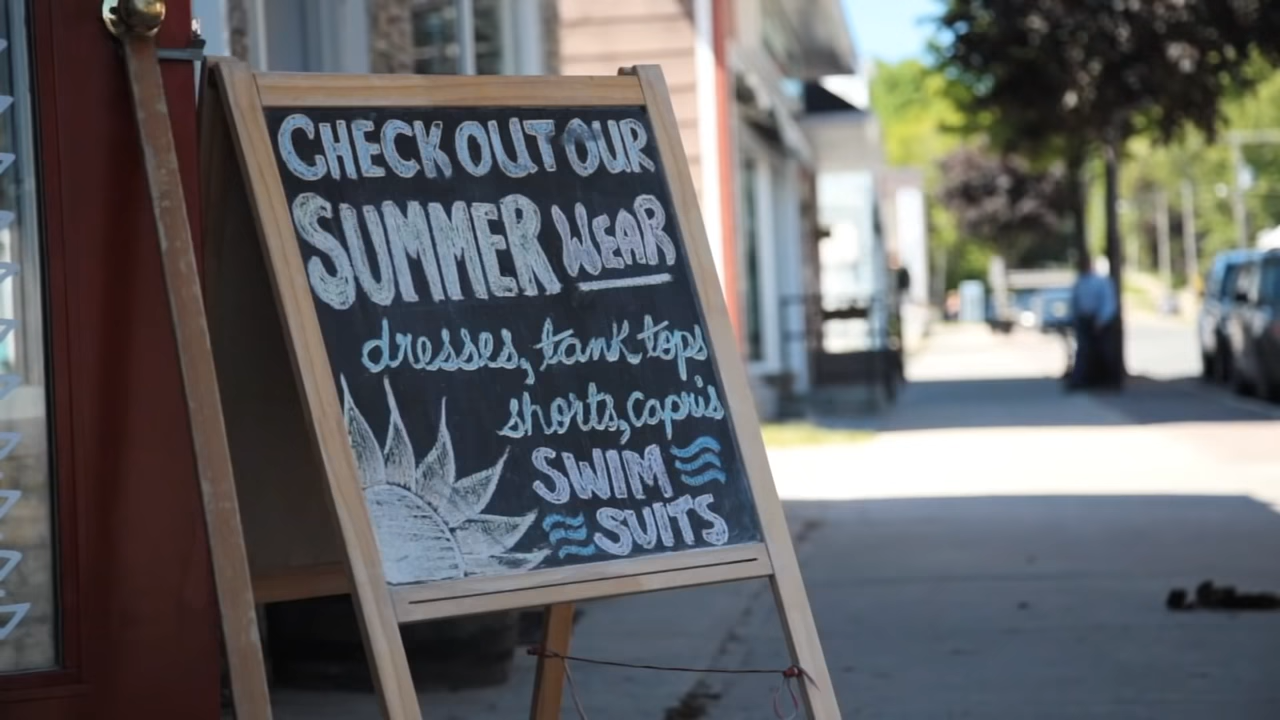 CHECK OUT OUR
SUMMER WEAR
dresses, tank tops
shorts, capris
SWIM
SUITS